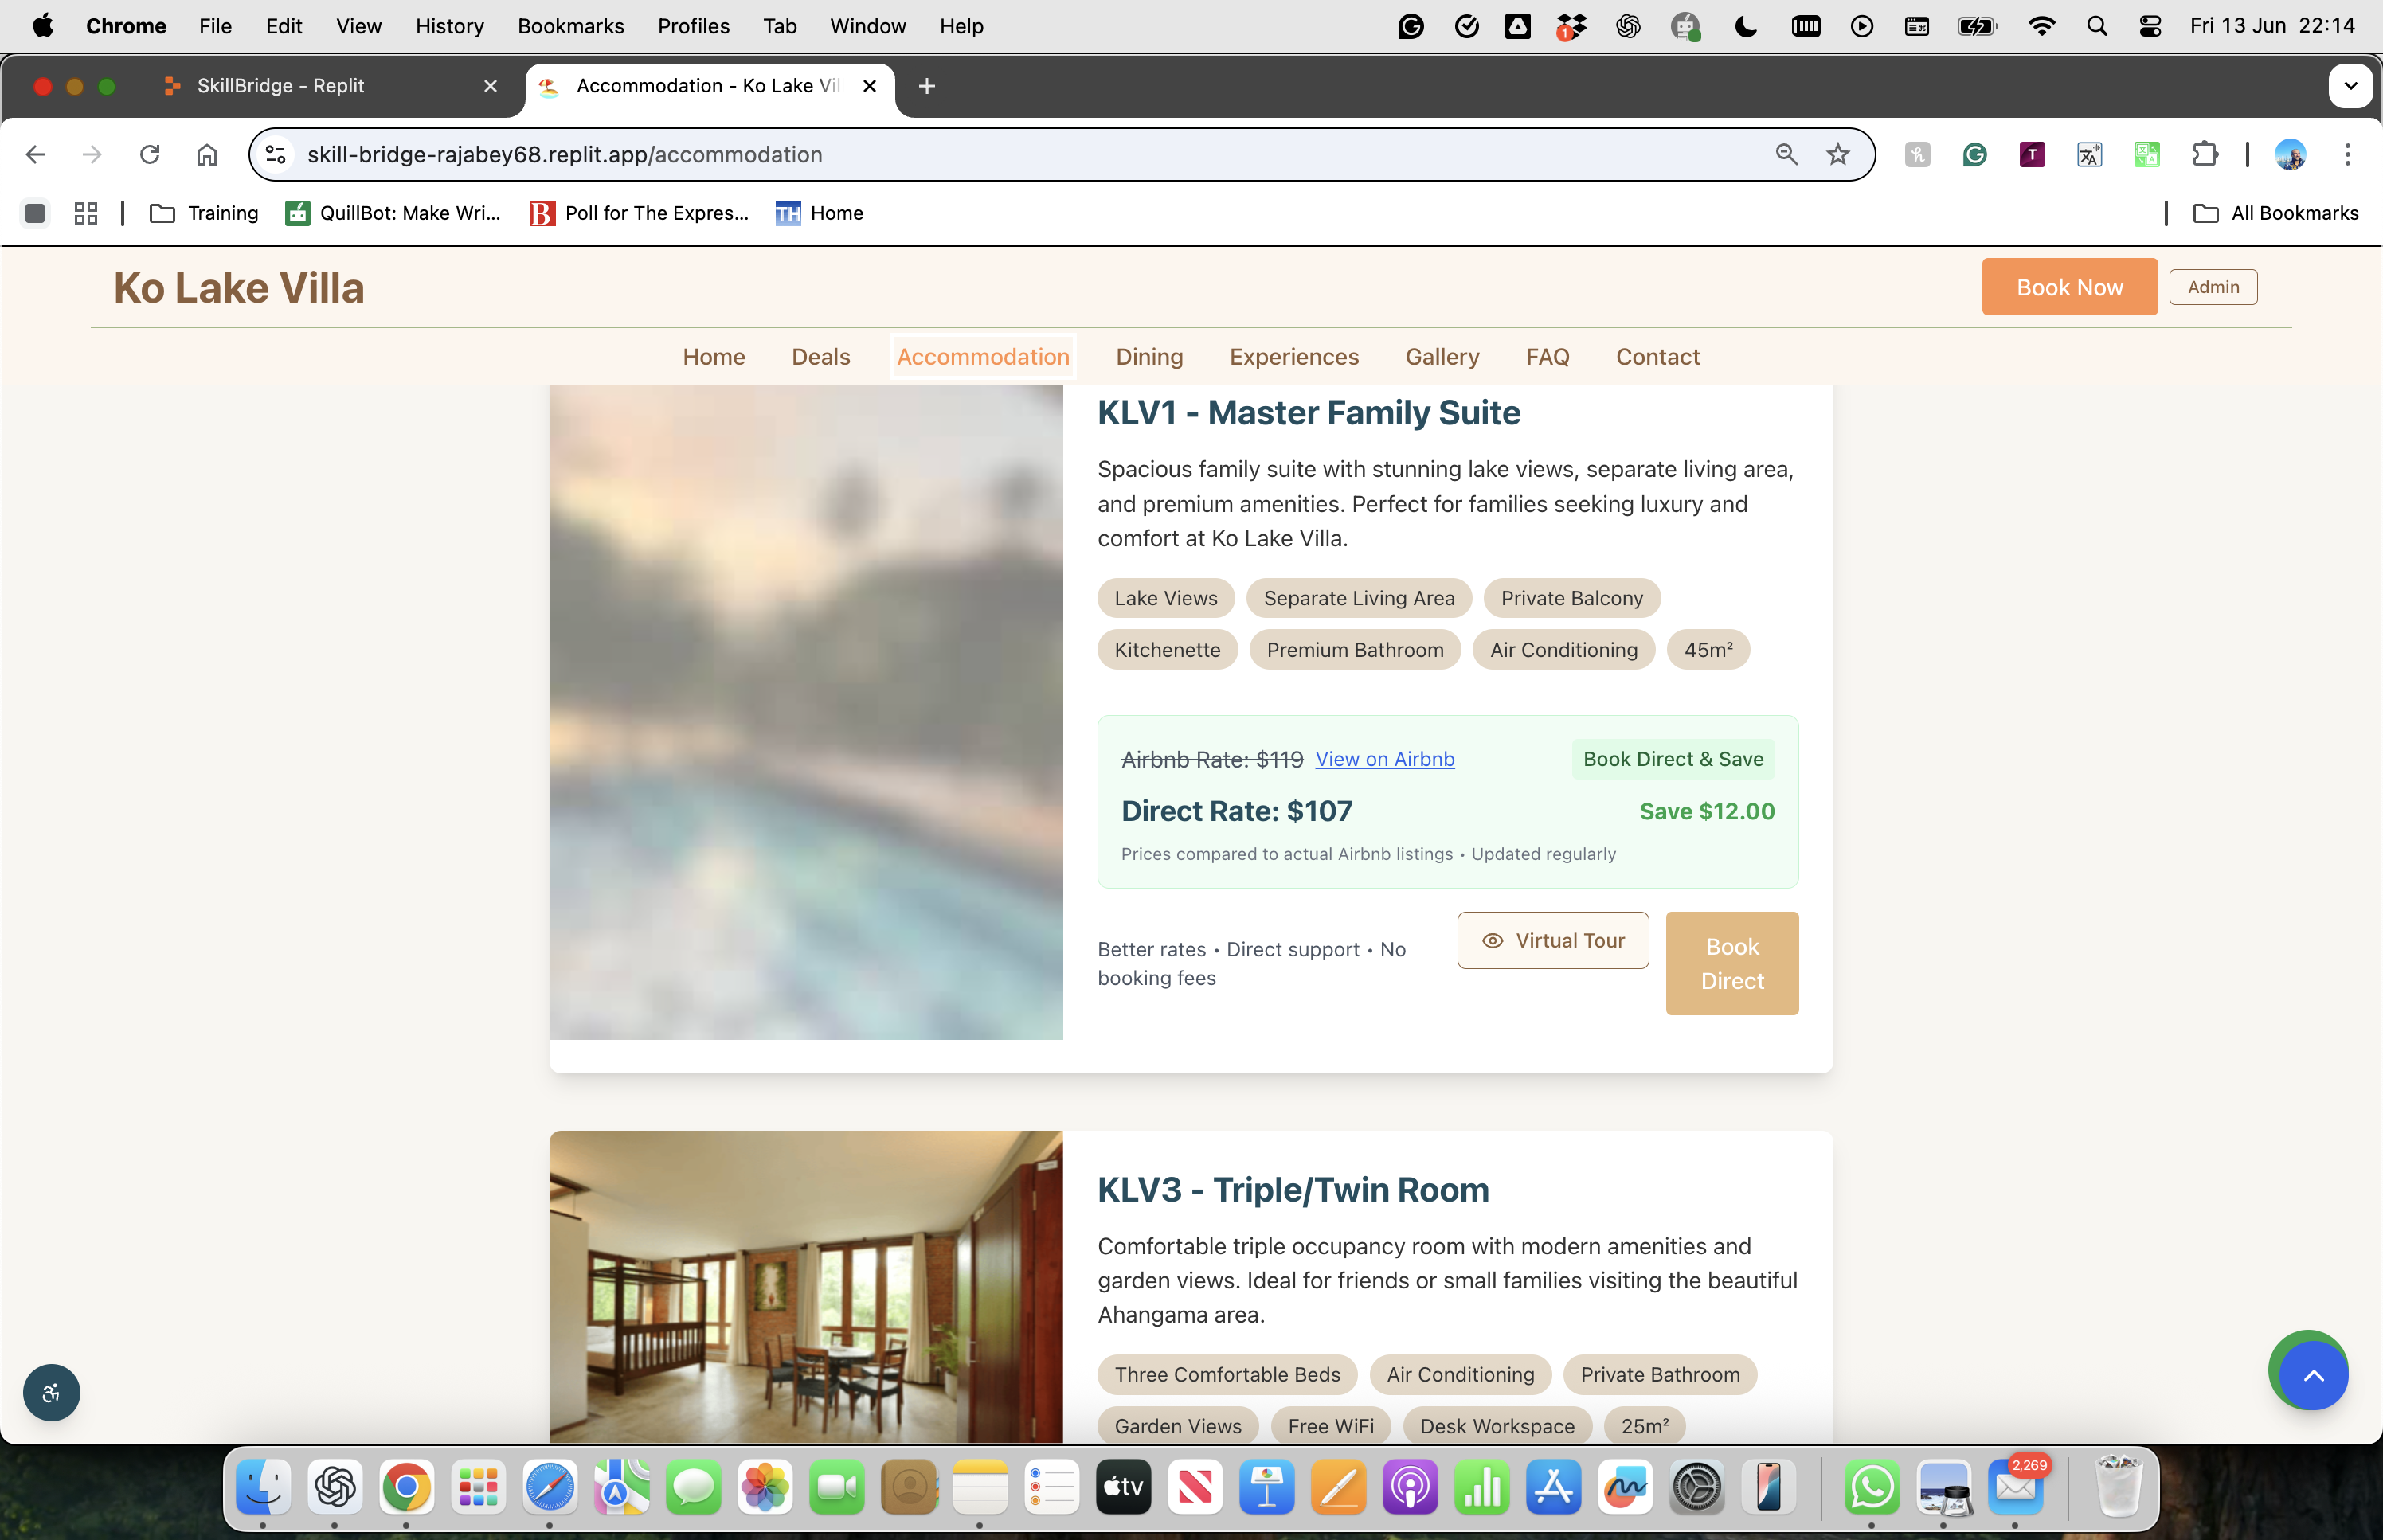 Chrome File Edit View History Bookmarks Profiles Tab Window Help
1
Fri 13 Jun 22:14
SkillBridge - Replit
Accommodation - Ko Lake Vil
skill-bridge-rajabey68.replit.app/accommodation
T
Training
QuillBot: Make Wri...
B
Poll for The Expres...
TH
Home
All Bookmarks
Ko Lake Villa
Book Now
Admin
Home Deals Accommodation Dining Experiences Gallery FAQ Contact
KLV1 - Master Family Suite
Spacious family suite with stunning lake views, separate living area,
and premium amenities. Perfect for families seeking luxury and
comfort at Ko Lake Villa.
Lake Views Separate Living Area Private Balcony
Kitchenette Premium Bathroom Air Conditioning 45m²
Airbnb Rate: $119 View on Airbnb Book Direct & Save
Direct Rate: $107 Save $12.00
Prices compared to actual Airbnb listings • Updated regularly
Better rates • Direct support • No
booking fees
Virtual Tour
Book
Direct
KLV3 - Triple/Twin Room
Comfortable triple occupancy room with modern amenities and
garden views. Ideal for friends or small families visiting the beautiful
Ahangama area.
Three Comfortable Beds Air Conditioning Private Bathroom
Garden Views Free WiFi Desk Workspace 25m²
tv
2,269